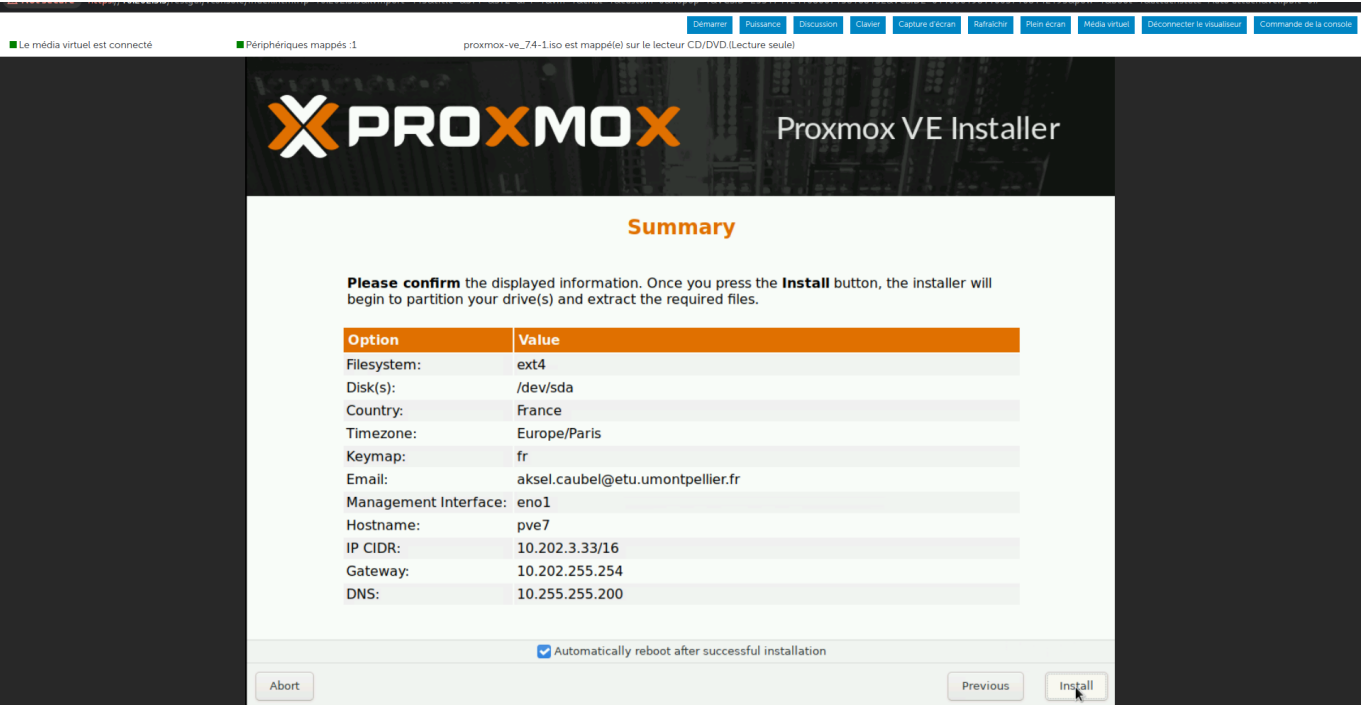 Démarrer Puissance Discussion Clavier Capture d'écran Rafraîchir Plein écran Média virtuel Déconnecter le visualiseur Commande de la console
Le média virtuel est connecté Périphériques mappés :1 proxmox-ve_7.4-1.iso est mappé(e) sur le lecteur CD/DVD.(Lecture seule)
PROXMOX Proxmox VE Installer
Summary
Please confirm the displayed information. Once you press the Install button, the installer will
begin to partition your drive(s) and extract the required files.
Option Value
Filesystem: ext4
Disk(s): /dev/sda
Country: France
Timezone: Europe/Paris
Keymap: fr
Email: aksel.caubel@etu.umontpellier.fr
Management Interface: eno1
Hostname: pve7
IP CIDR: 10.202.3.33/16
Gateway: 10.202.255.254
DNS: 10.255.255.200
Automatically reboot after successful installation
Abort Previous Install